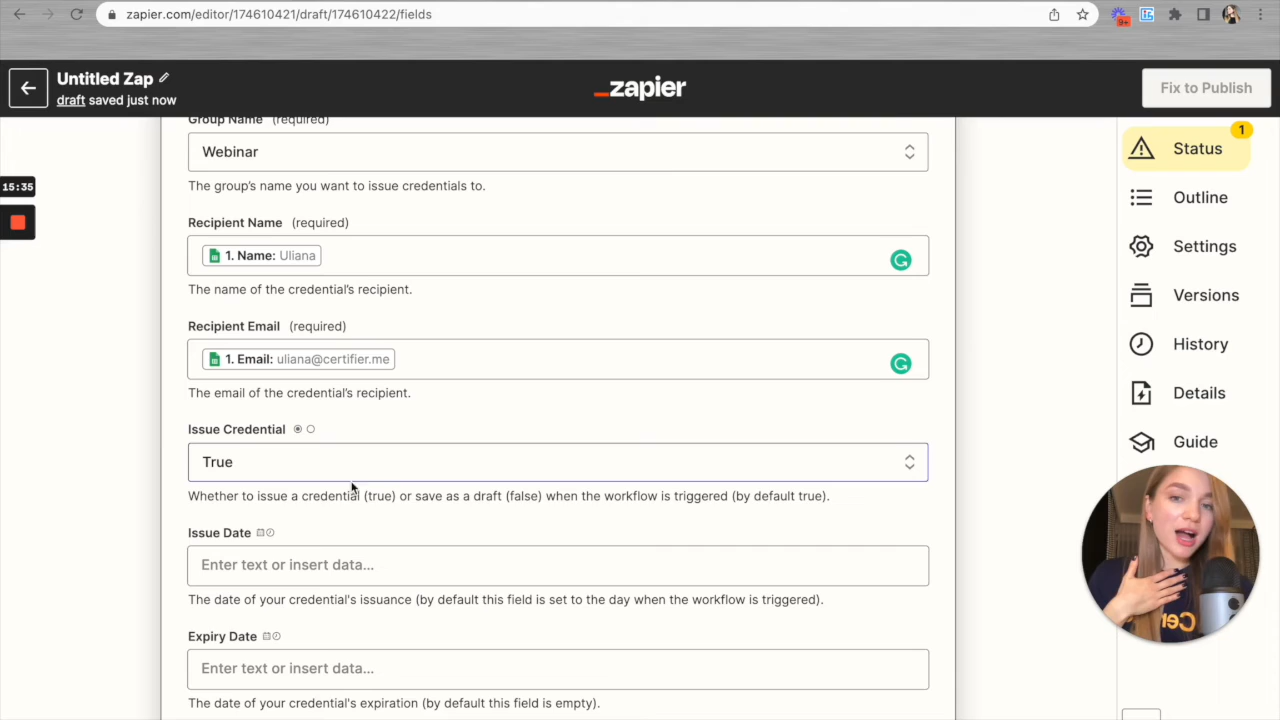 zapier.com/editor/174610421/draft/174610422/fields
9+
Untitled Zap
draft saved just now
_zapier
Fix to Publish
Group Name (required)
Webinar
The group's name you want to issue credentials to.
Recipient Name (required)
1. Name: Uliana
The name of the credential's recipient.
Recipient Email (required)
1. Email: uliana@certifier.me
The email of the credential's recipient.
Issue Credential
True
Whether to issue a credential (true) or save as a draft (false) when the workflow is triggered (by default true).
Issue Date
Enter text or insert data...
The date of your credential's issuance (by default this field is set to the day when the workflow is triggered).
Expiry Date
Enter text or insert data...
The date of your credential's expiration (by default this field is empty).
15:35
1
Status
Outline
Settings
Versions
History
Details
Guide